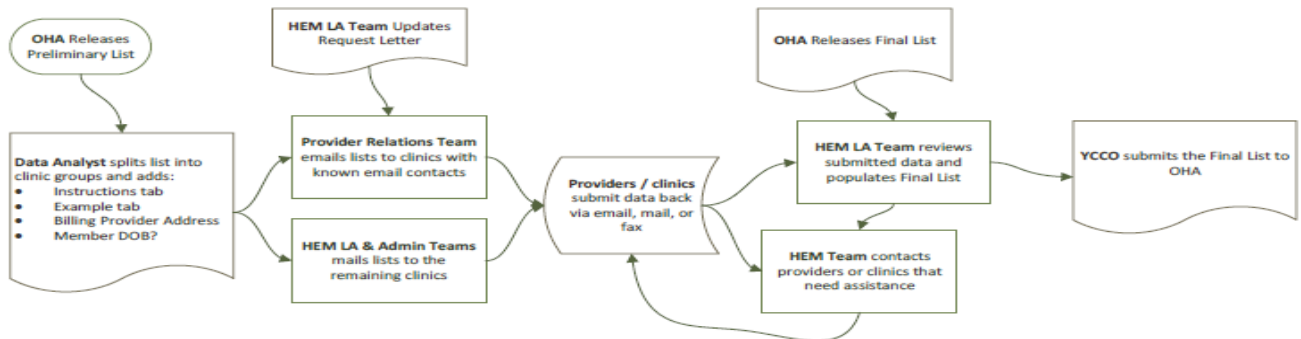 OHA Releases
Preliminary List
HEM LA Team Updates
Request Letter
OHA Releases Final List
Data Analyst splits list into
clinic groups and adds:
• Instructions tab
• Example tab
• Billing Provider Address
• Member DOB?
Provider Relations Team
emails lists to clinics with
known email contacts
HEM LA & Admin Teams
mails lists to the
remaining clinics
Providers / clinics
submit data back
via email, mail, or
fax
HEM LA Team reviews
submitted data and
populates Final List
HEM Team contacts
providers or clinics that
need assistance
YCCO submits the Final List to
OHA